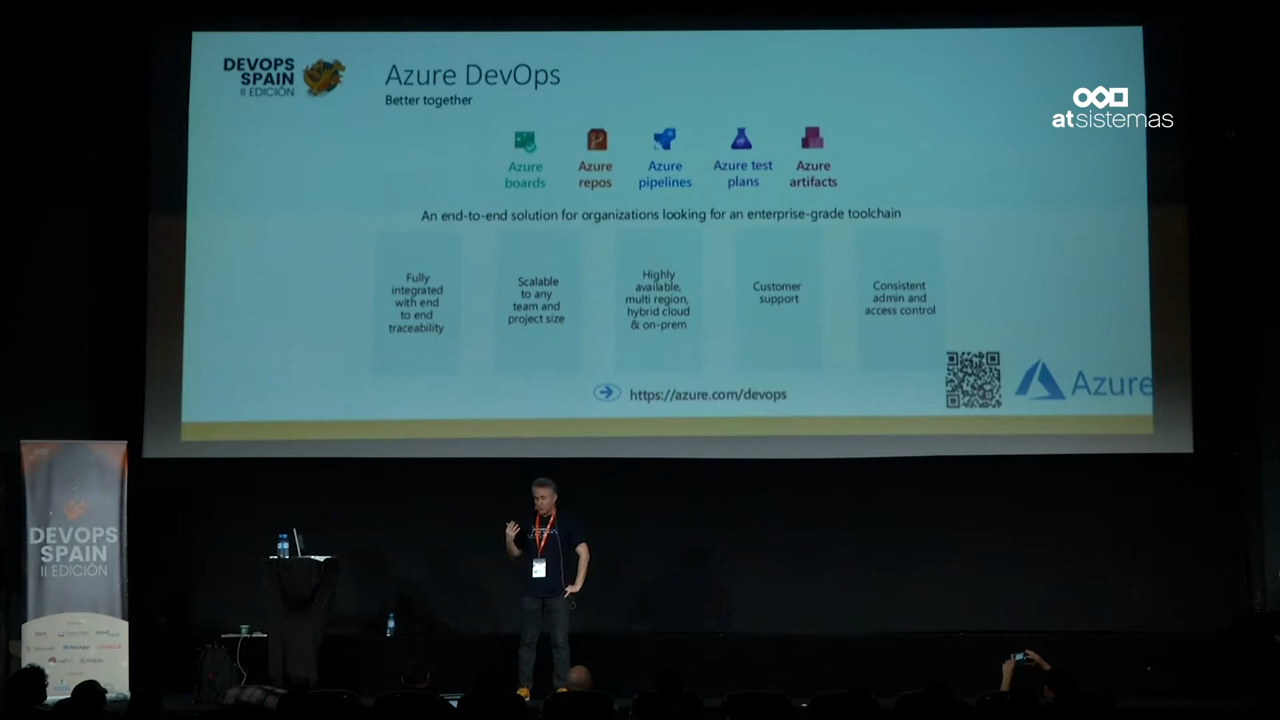 DEVOPS
SPAIN
II EDICIÓN
Azure DevOps
Better together
atsistemas
Azure boards
Azure repos
Azure pipelines
Azure test plans
Azure artifacts
An end-to-end solution for organizations looking for an enterprise-grade toolchain
Fully
integrated
with end
to end
traceability
Scalable
to any
team and
project size
Highly
available,
multi region,
hybrid cloud
& on-prem
Customer
support
Consistent
admin and
access control
https://azure.com/devops
Azure
DEVOPS
SPAIN
II EDICIÓN